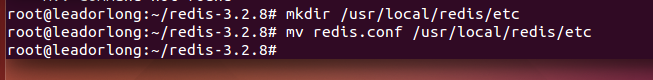 root@leadorlong:~/redis-3.2.8# mkdir /usr/local/redis/etc
root@leadorlong:~/redis-3.2.8# mv redis.conf /usr/local/redis/etc
root@leadorlong:~/redis-3.2.8#